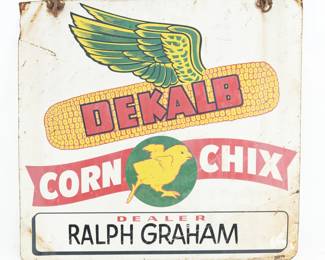 DEKALB
CORN CHIX
DEALER
RALPH GRAHAM